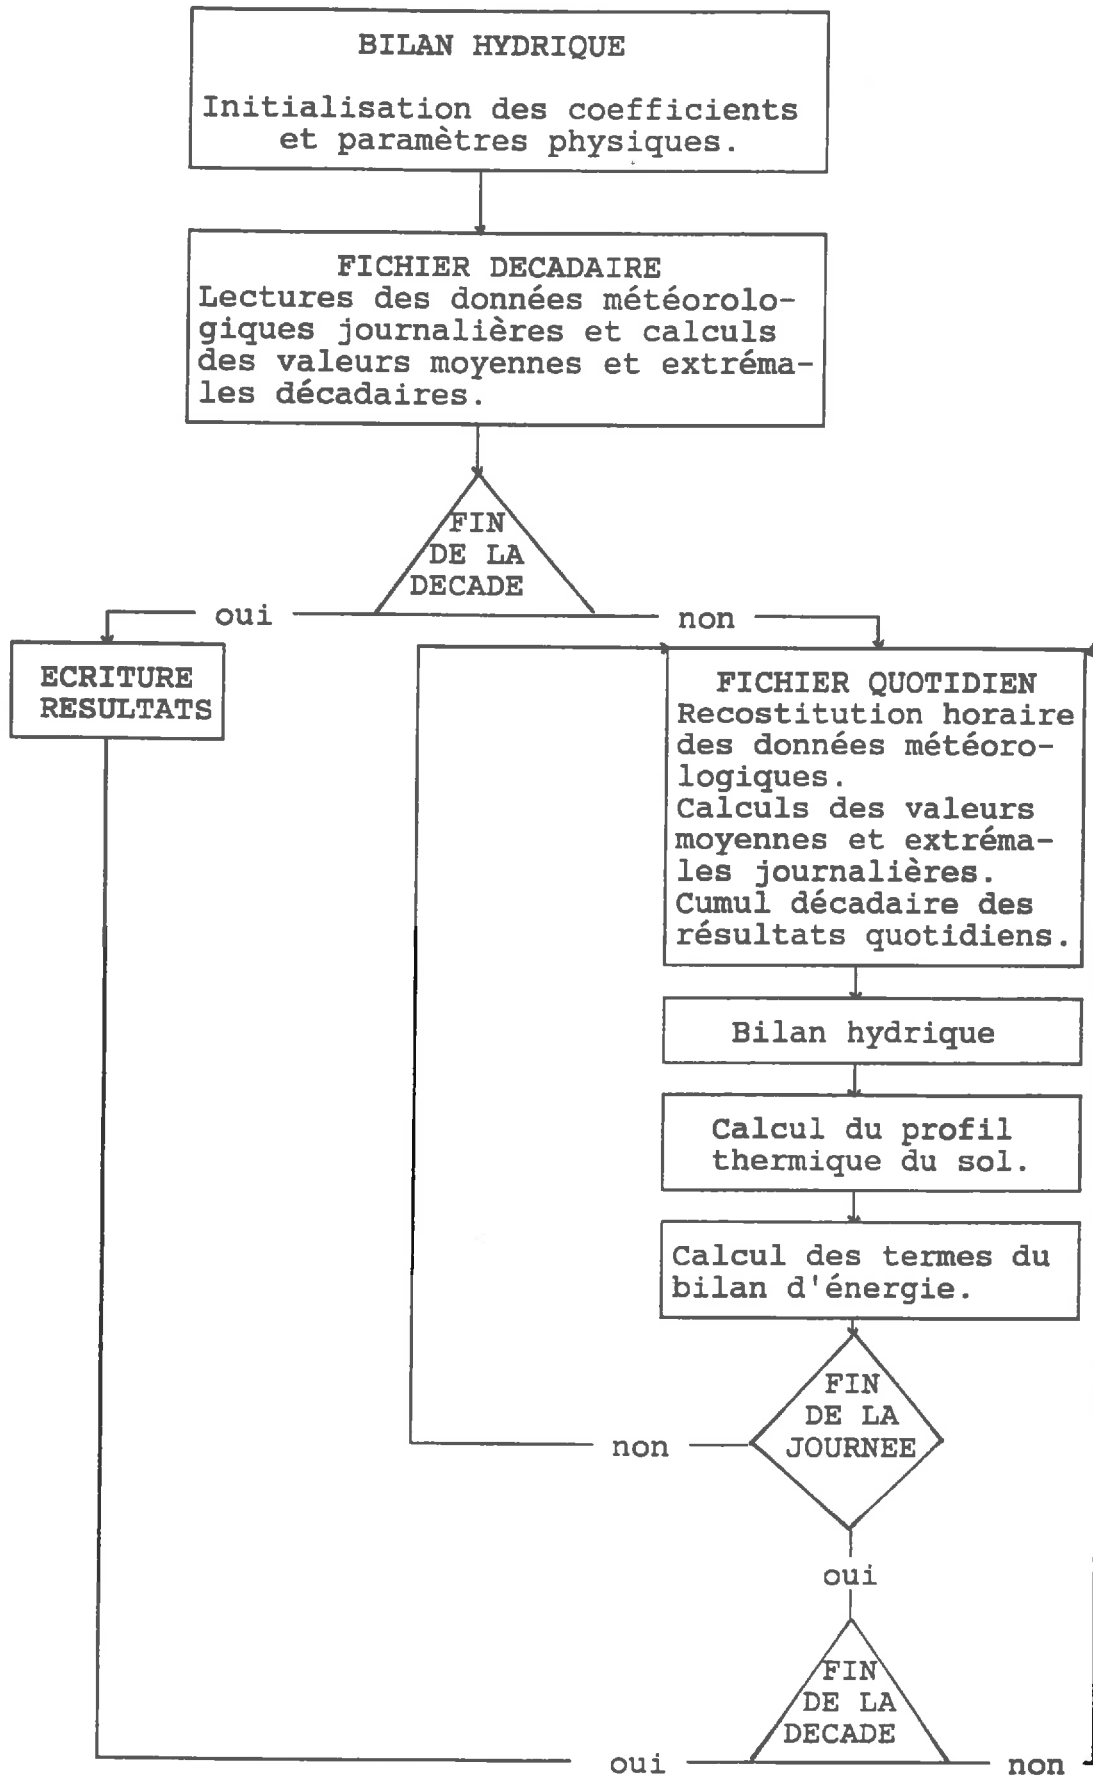 BILAN HYDRIQUE
Initialisation des coefficients
et paramètres physiques.
FICHIER DECADAIRE
Lectures des données météorolo-
giques journalières et calculs
des valeurs moyennes et extréma-
les décadaires.
FIN
DE LA
DECADE
oui
non
ECRITURE
RESULTATS
FICHIER QUOTIDIEN
Recostitution horaire
des données météoro-
logiques.
Calculs des valeurs
moyennes et extréma-
les journalières.
Cumul décadaire des
résultats quotidiens.
Bilan hydrique
Calcul du profil
thermique du sol.
Calcul des termes du
bilan d'énergie.
FIN
DE LA
JOURNEE
non
oui
FIN
DE LA
DECADE
oui
non